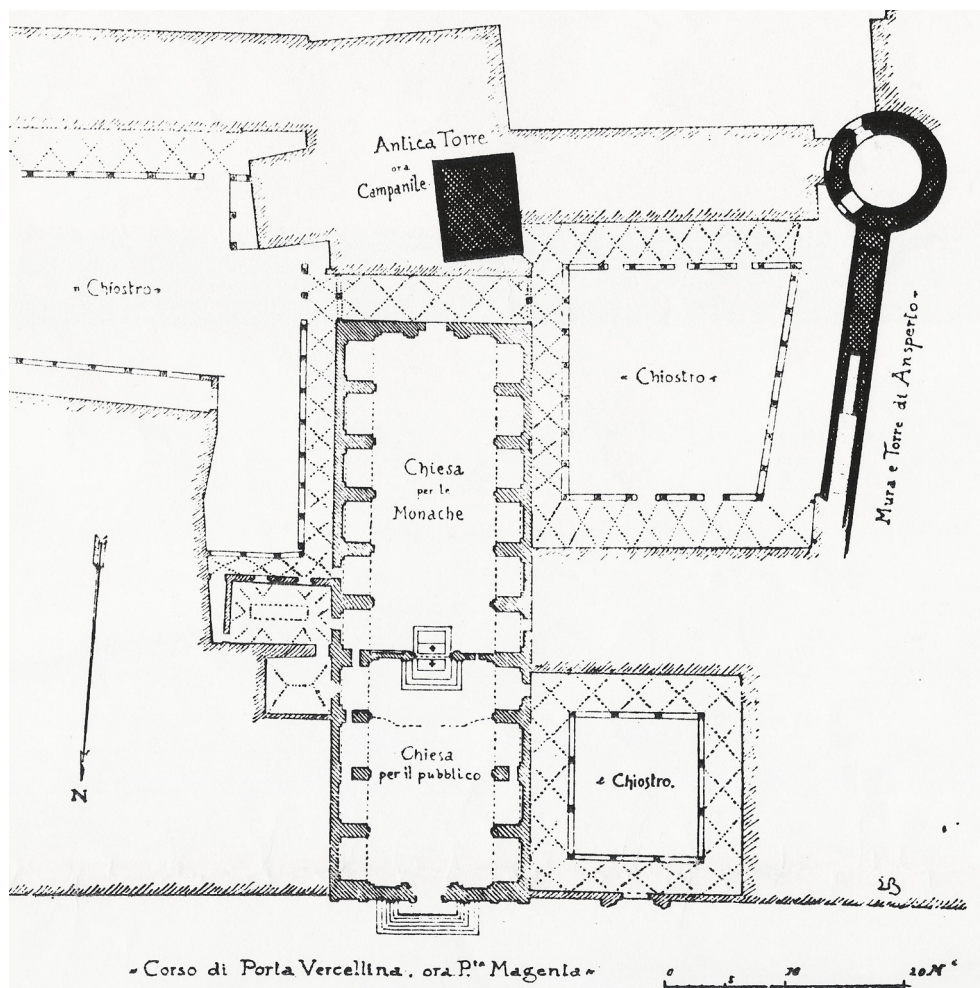 Antica Torre
ora
Campanile
« Chiostro »
« Chiostro »
Mura e Torre di Ansperto
Chiesa
per le
Monache
Chiesa
per il pubblico
« Chiostro.
N
EB
« Corso di Porta Vercellina, ora P.ta Magenta »
0 5 10 20 M.i